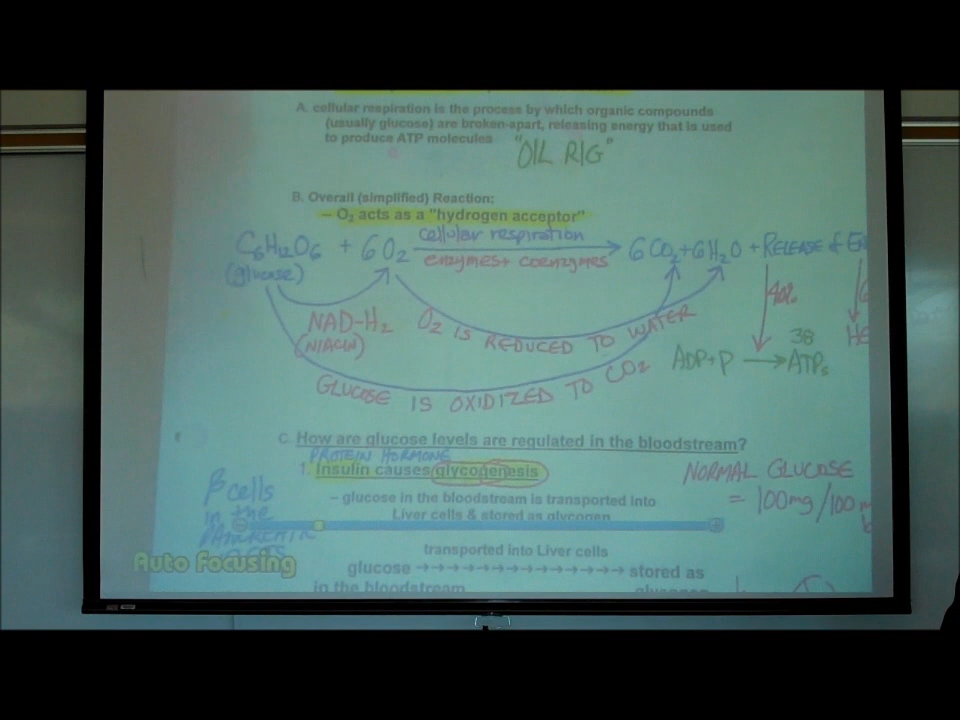 A. cellular respiration is the process by which organic compounds
(usually glucose) are broken-apart, releasing energy that is used
to produce ATP molecules "OIL RIG"
B. Overall (simplified) Reaction:
– O₂ acts as a "hydrogen acceptor"
cellular respiration
C₆H₁₂O₆ + 6O₂ → 6CO₂+6H₂O + RELEASE of
(glucose) enzymes + coenzymes
40%
NAD-H₂
(NIACIN)
O₂ IS REDUCED TO WATER
38
ADP+P → ATPs
GLUCOSE IS OXIDIZED TO CO₂
C. How are glucose levels are regulated in the bloodstream?
PROTEIN HORMONE
1. Insulin causes glycogenesis
NORMAL GLUCOSE
= 100mg/100
β cells
in the
– glucose in the bloodstream is transported into
Liver cells & stored as glycogen
Auto Focusing
transported into Liver cells
glucose →→→→→→→→→→→→→→→ stored as
in the bloodstream glycogen